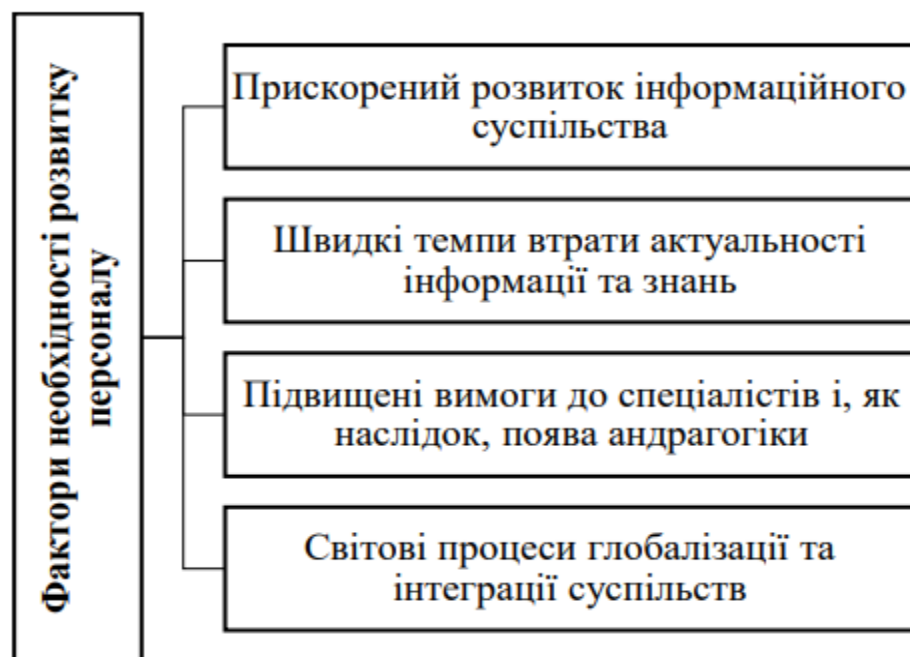 Фактори необхідності розвитку
персоналу
Прискорений розвиток інформаційного
суспільства
Швидкі темпи втрати актуальності
інформації та знань
Підвищені вимоги до спеціалістів і, як
наслідок, поява андрагогіки
Світові процеси глобалізації та
інтеграції суспільств